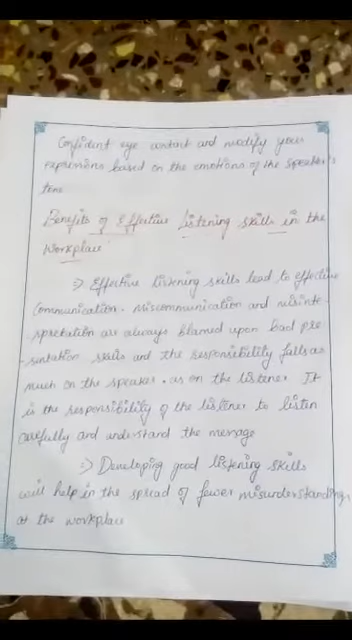 Confident eye contact and modify your
expressions based on the emotions of the speaker's
tone
Benefits of Effective Listening skills in the
Workplace
=> Effective listening skills lead to effective
Communication. miscommunication and misinte-
-rpretation are always blamed upon bad pre
-sentation skills and the responsibility falls as
much on the speaker. as on the listener. It
is the responsibility of the listener to listen
carefully and understand the message
=> Developing good listening skills
will help in the spread of fewer misunderstandings
at the workplace